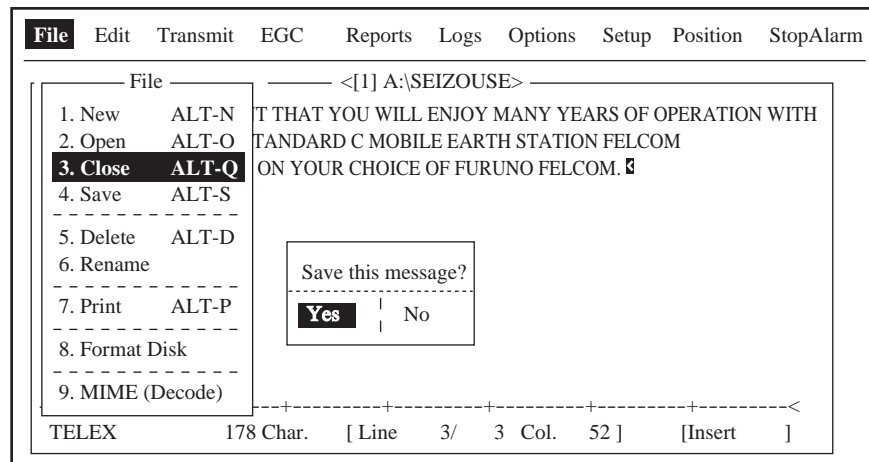 File Edit Transmit EGC Reports Logs Options Setup Position StopAlarm
File
<[1] A:\SEIZOUSE>
1. New ALT-N
2. Open ALT-O
3. Close ALT-Q
4. Save ALT-S
5. Delete ALT-D
6. Rename
7. Print ALT-P
8. Format Disk
9. MIME (Decode)
T THAT YOU WILL ENJOY MANY YEARS OF OPERATION WITH
TANDARD C MOBILE EARTH STATION FELCOM
ON YOUR CHOICE OF FURUNO FELCOM.
Save this message?
Yes No
TELEX 178 Char. [ Line 3/ 3 Col. 52 ] [Insert ]